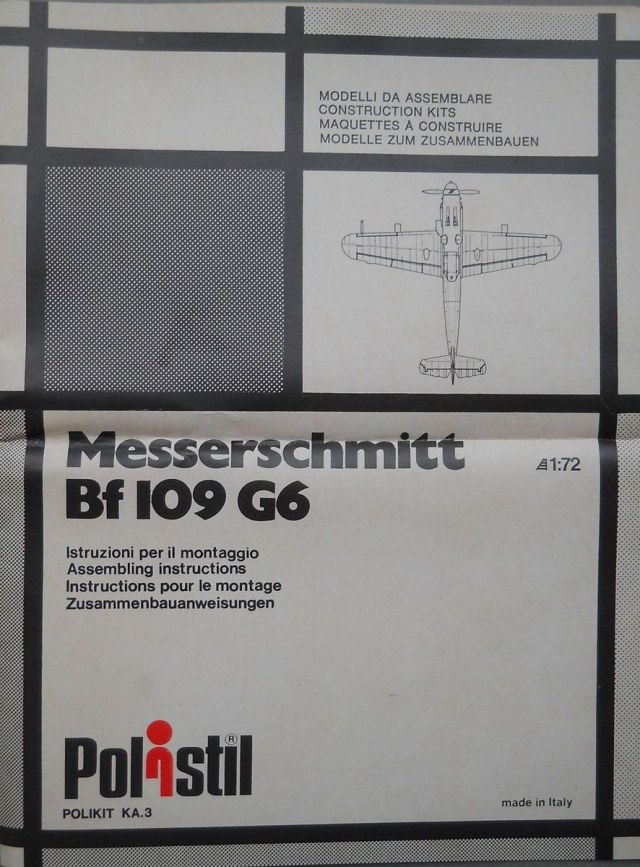 MODELLI DA ASSEMBLARE
CONSTRUCTION KITS
MAQUETTES À CONSTRUIRE
MODELLE ZUM ZUSAMMENBAUEN
Messerschmitt
Bf 109 G6
1:72
Istruzioni per il montaggio
Assembling instructions
Instructions pour le montage
Zusammenbauanweisungen
Polistil®
POLIKIT KA.3
made in Italy